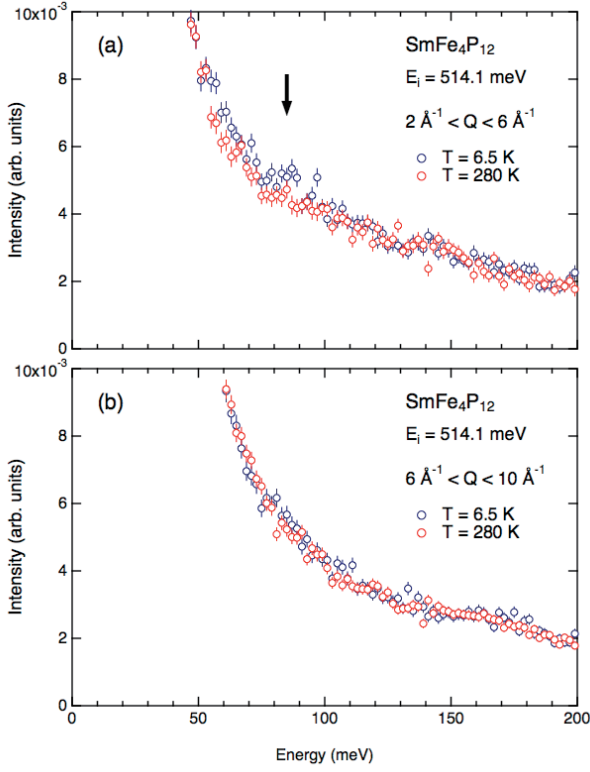 10x10⁻³
(a)
SmFe₄P₁₂
Eᵢ = 514.1 meV
2 Å⁻¹ < Q < 6 Å⁻¹
T = 6.5 K
T = 280 K
8
6
4
2
0
Intensity (arb. units)
10x10⁻³
(b)
SmFe₄P₁₂
Eᵢ = 514.1 meV
6 Å⁻¹ < Q < 10 Å⁻¹
T = 6.5 K
T = 280 K
8
6
4
2
0
Intensity (arb. units)
0 50 100 150 200
Energy (meV)